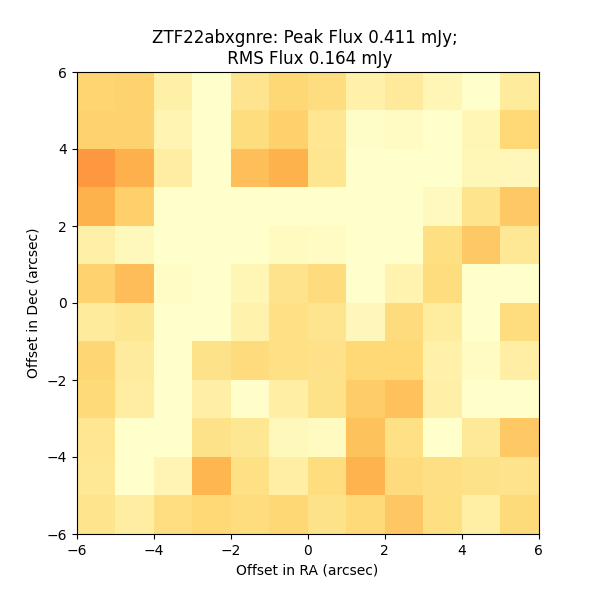 ZTF22abxgnre: Peak Flux 0.411 mJy;
RMS Flux 0.164 mJy
6
4
2
0
−2
−4
−6
Offset in Dec (arcsec)
−6 −4 −2 0 2 4 6
Offset in RA (arcsec)